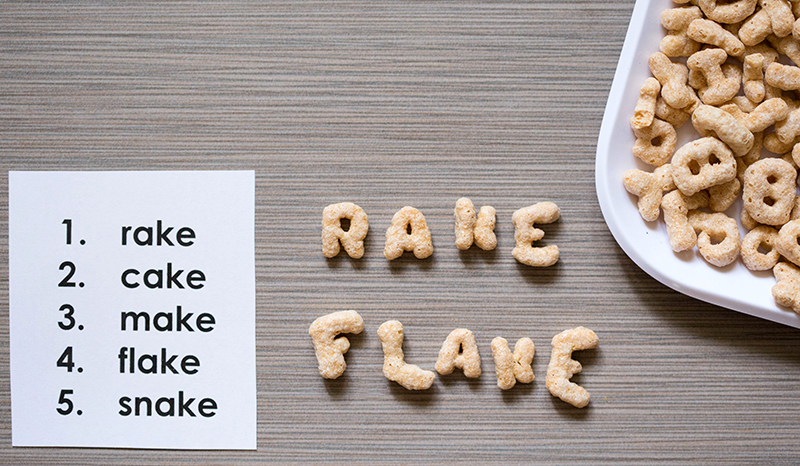 1. rake
2. cake
3. make
4. flake
5. snake
RAKE
FLAKE